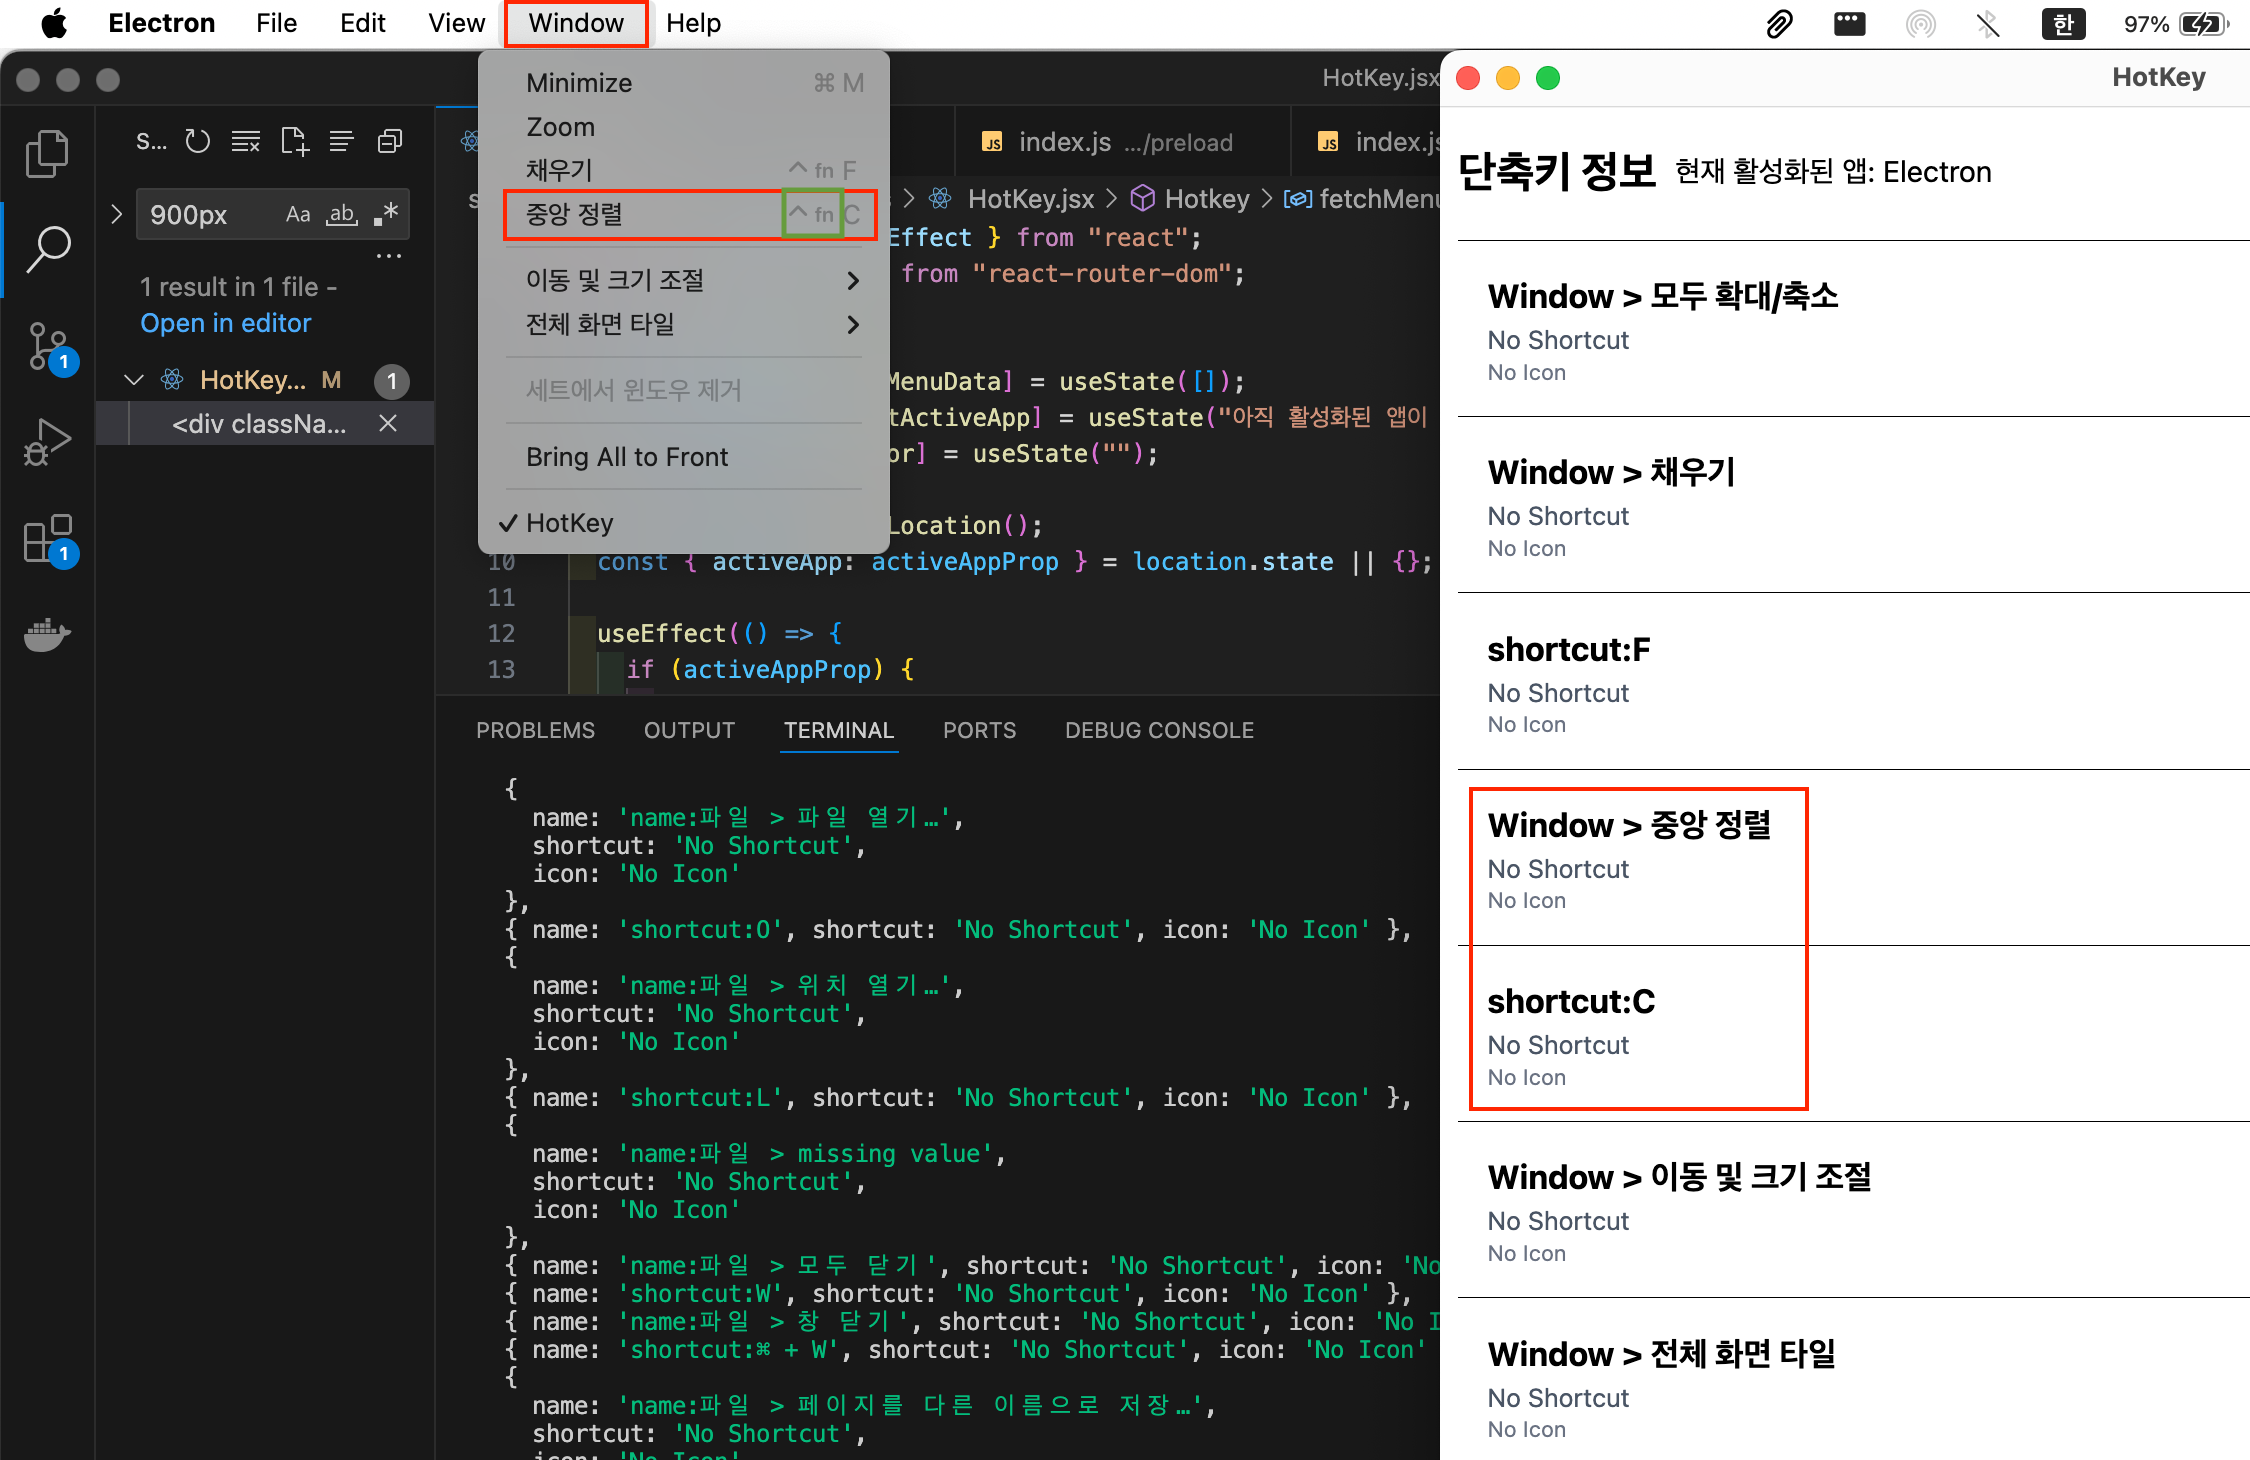 Electron File Edit View Window Help
한 97%
Minimize ⌘ M
Zoom
채우기 ^ fn F
중앙 정렬 ^ fn C
이동 및 크기 조절 >
전체 화면 타일 >
세트에서 윈도우 제거
Bring All to Front
✓ HotKey
S...
900px Aa ab .*
...
1 result in 1 file -
Open in editor
HotKey... M 1
<div classNa... ×
1
1
HotKey.jsx
JS index.js .../preload
JS index.js
s
> HotKey.jsx > Hotkey > fetchMenu
Effect } from "react";
from "react-router-dom";
MenuData] = useState([]);
tActiveApp] = useState("아직 활성화된 앱이
or] = useState("");
Location();
10 const { activeApp: activeAppProp } = location.state || {};
11
12 useEffect(() => {
13 if (activeAppProp) {
PROBLEMS OUTPUT TERMINAL PORTS DEBUG CONSOLE
{
name: 'name:파일 > 파일 열기…',
shortcut: 'No Shortcut',
icon: 'No Icon'
},
{ name: 'shortcut:O', shortcut: 'No Shortcut', icon: 'No Icon' },
{
name: 'name:파일 > 위치 열기…',
shortcut: 'No Shortcut',
icon: 'No Icon'
},
{ name: 'shortcut:L', shortcut: 'No Shortcut', icon: 'No Icon' },
{
name: 'name:파일 > missing value',
shortcut: 'No Shortcut',
icon: 'No Icon'
},
{ name: 'name:파일 > 모두 닫기', shortcut: 'No Shortcut', icon: 'No
{ name: 'shortcut:W', shortcut: 'No Shortcut', icon: 'No Icon' },
{ name: 'name:파일 > 창 닫기', shortcut: 'No Shortcut', icon: 'No I
{ name: 'shortcut:⌘ + W', shortcut: 'No Shortcut', icon: 'No Icon'
{
name: 'name:파일 > 페이지를 다른 이름으로 저장…',
shortcut: 'No Shortcut',
icon: 'No Icon'
HotKey
단축키 정보 현재 활성화된 앱: Electron
Window > 모두 확대/축소
No Shortcut
No Icon
Window > 채우기
No Shortcut
No Icon
shortcut:F
No Shortcut
No Icon
Window > 중앙 정렬
No Shortcut
No Icon
shortcut:C
No Shortcut
No Icon
Window > 이동 및 크기 조절
No Shortcut
No Icon
Window > 전체 화면 타일
No Shortcut
No Icon